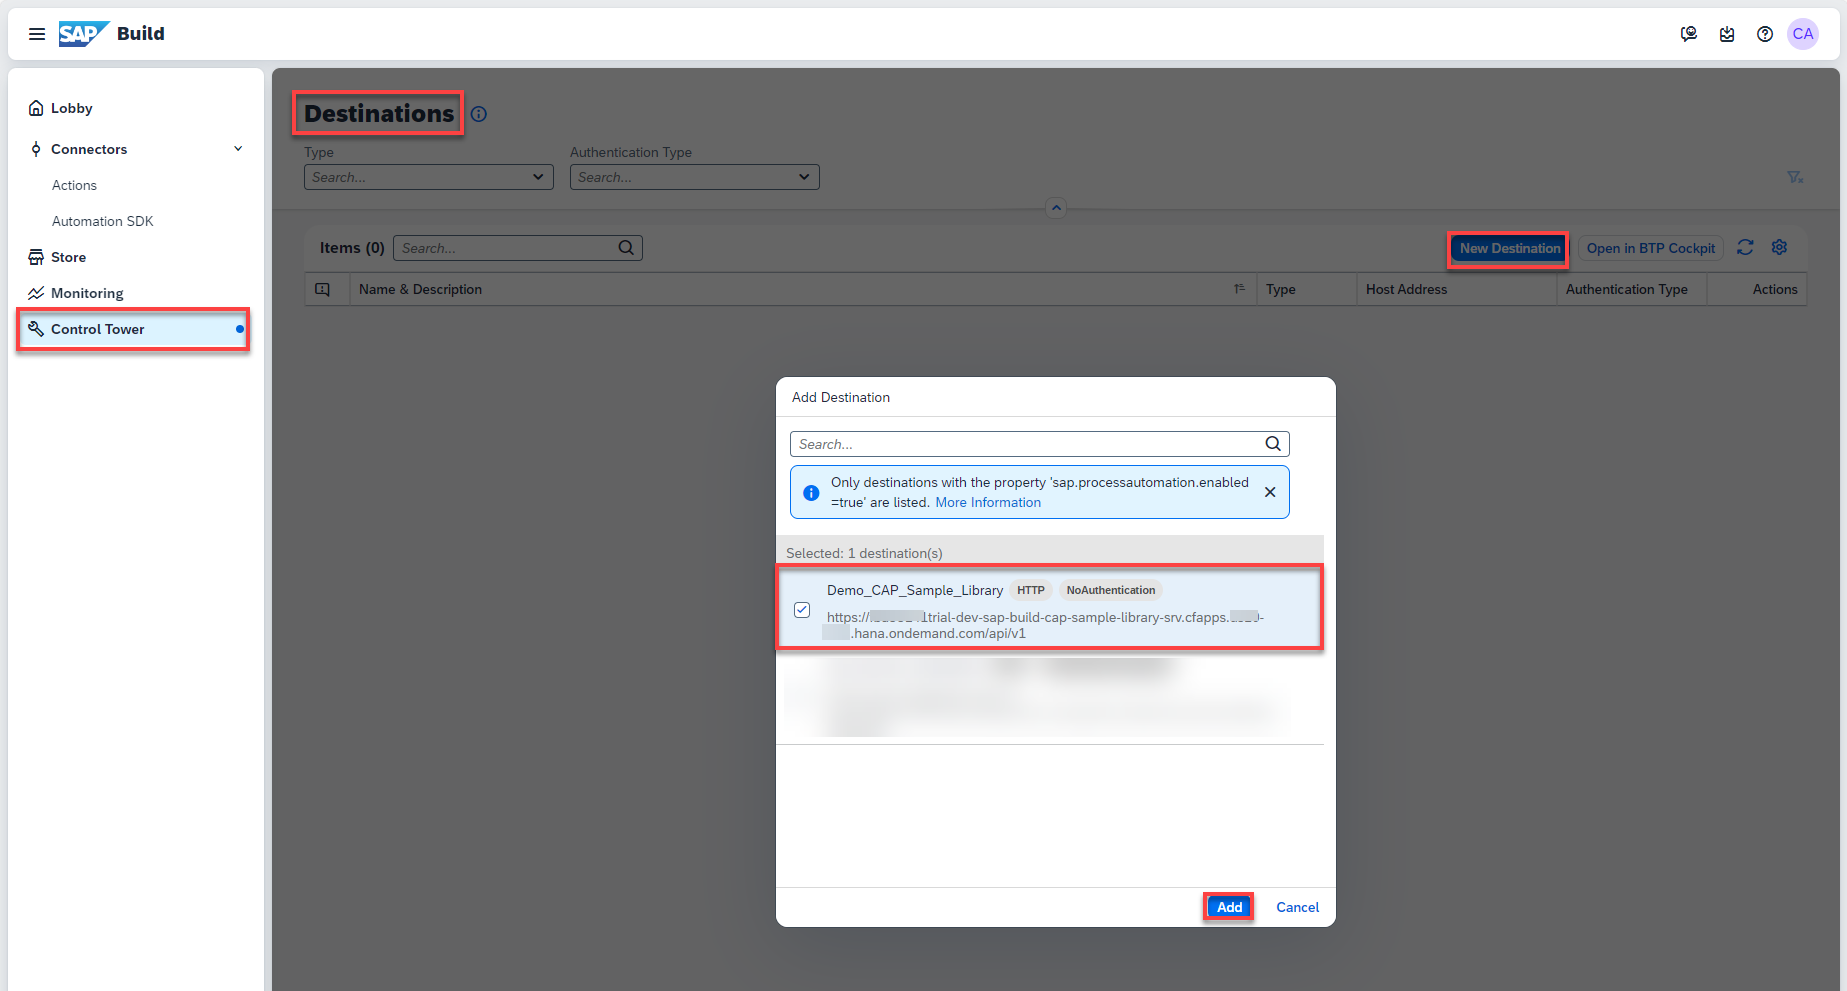 SAP Build
CA
Lobby
Connectors
Actions
Automation SDK
Store
Monitoring
Control Tower
Destinations
Type
Authentication Type
Search...
Search...
Items (0)
Search...
New Destination
Open in BTP Cockpit
Name & Description
Type
Host Address
Authentication Type
Actions
Add Destination
Search...
Only destinations with the property 'sap.processautomation.enabled
=true' are listed. More Information
Selected: 1 destination(s)
Demo_CAP_Sample_Library HTTP NoAuthentication
https:// trial-dev-sap-build-cap-sample-library-srv.cfapps. -
.hana.ondemand.com/api/v1
Add
Cancel